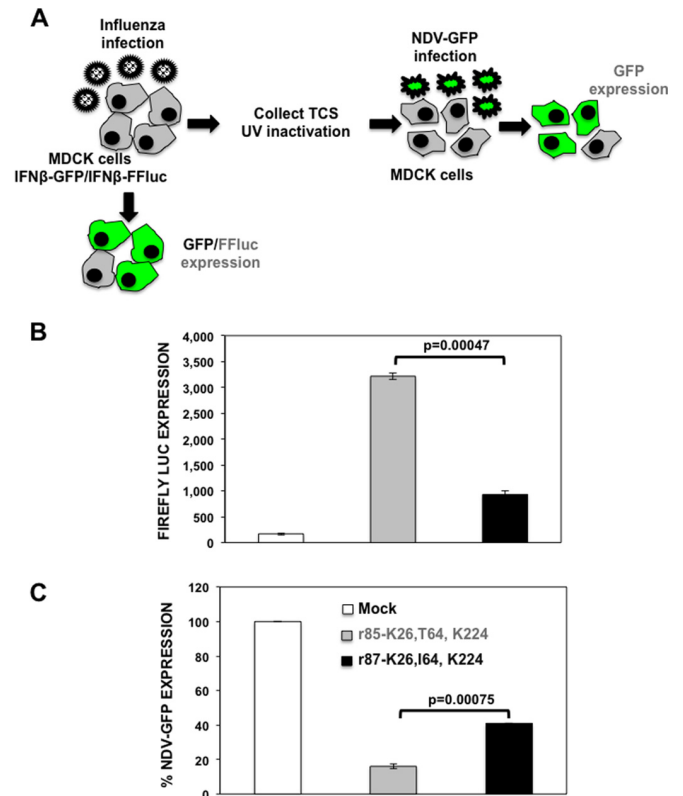 A
Influenza
infection
MDCK cells
IFNβ-GFP/IFNβ-FFluc
Collect TCS
UV inactivation
NDV-GFP
infection
MDCK cells
GFP
expression
GFP/FFluc
expression
B
FIREFLY LUC EXPRESSION
4,000
3,500
3,000
2,500
2,000
1,500
1,000
500
0
p=0.00047
C
% NDV-GFP EXPRESSION
120
100
80
60
40
20
0
Mock
r85-K26,T64, K224
r87-K26,I64, K224
p=0.00075